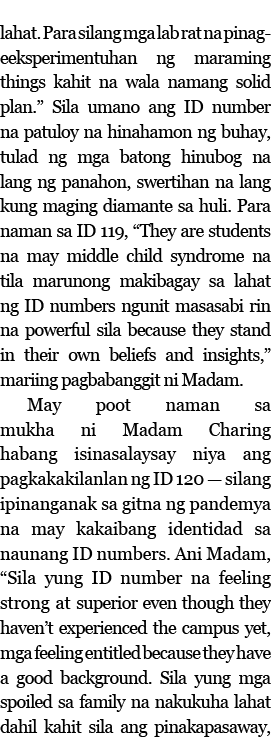 lahat. Para silang mga lab rat na pinag-
eeksperimentuhan ng maraming
things kahit na wala namang solid
plan.” Sila umano ang ID number
na patuloy na hinahamon ng buhay,
tulad ng mga batong hinubog na
lang ng panahon, swertihan na lang
kung maging diamante sa huli. Para
naman sa ID 119, “They are students
na may middle child syndrome na
tila marunong makibagay sa lahat
ng ID numbers ngunit masasabi rin
na powerful sila because they stand
in their own beliefs and insights,”
mariing pagbabanggit ni Madam.
May poot naman sa
mukha ni Madam Charing
habang isinasalaysay niya ang
pagkakakilanlan ng ID 120 — silang
ipinanganak sa gitna ng pandemya
na may kakaibang identidad sa
naunang ID numbers. Ani Madam,
“Sila yung ID number na feeling
strong at superior even though they
haven’t experienced the campus yet,
mga feeling entitled because they have
a good background. Sila yung mga
spoiled sa family na nakukuha lahat
dahil kahit sila ang pinakapasaway,